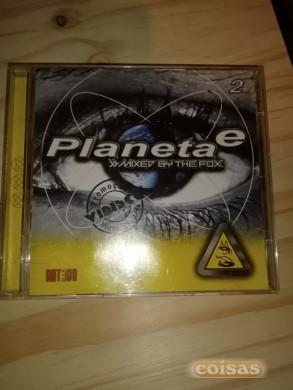 2
Planeta e
>>MIXED BY THE FOX
coisas